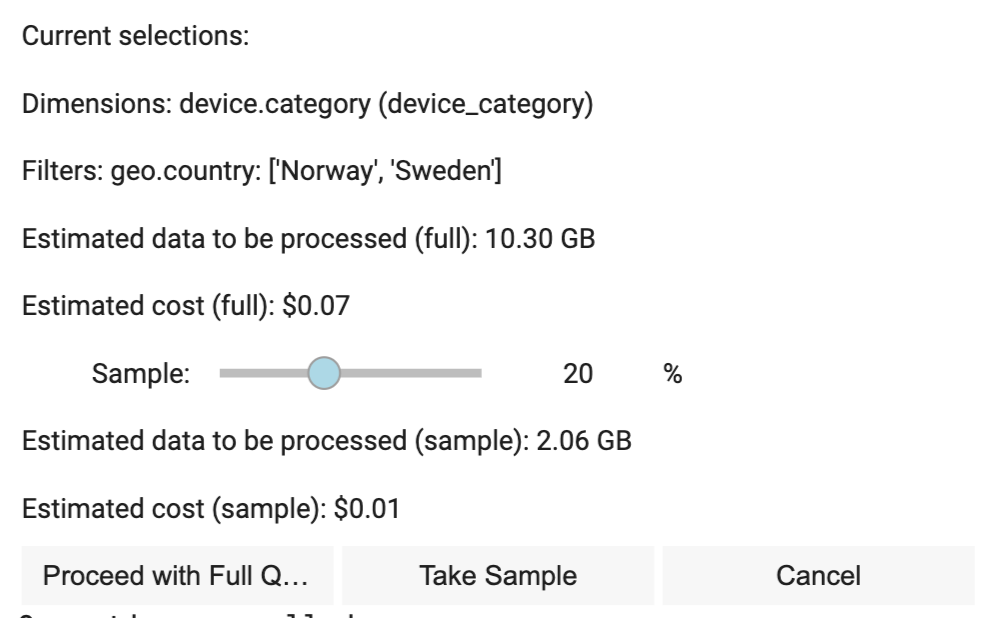 Current selections:
Dimensions: device.category (device_category)
Filters: geo.country: ['Norway', 'Sweden']
Estimated data to be processed (full): 10.30 GB
Estimated cost (full): $0.07
Sample: 20 %
Estimated data to be processed (sample): 2.06 GB
Estimated cost (sample): $0.01
Proceed with Full Q... Take Sample Cancel